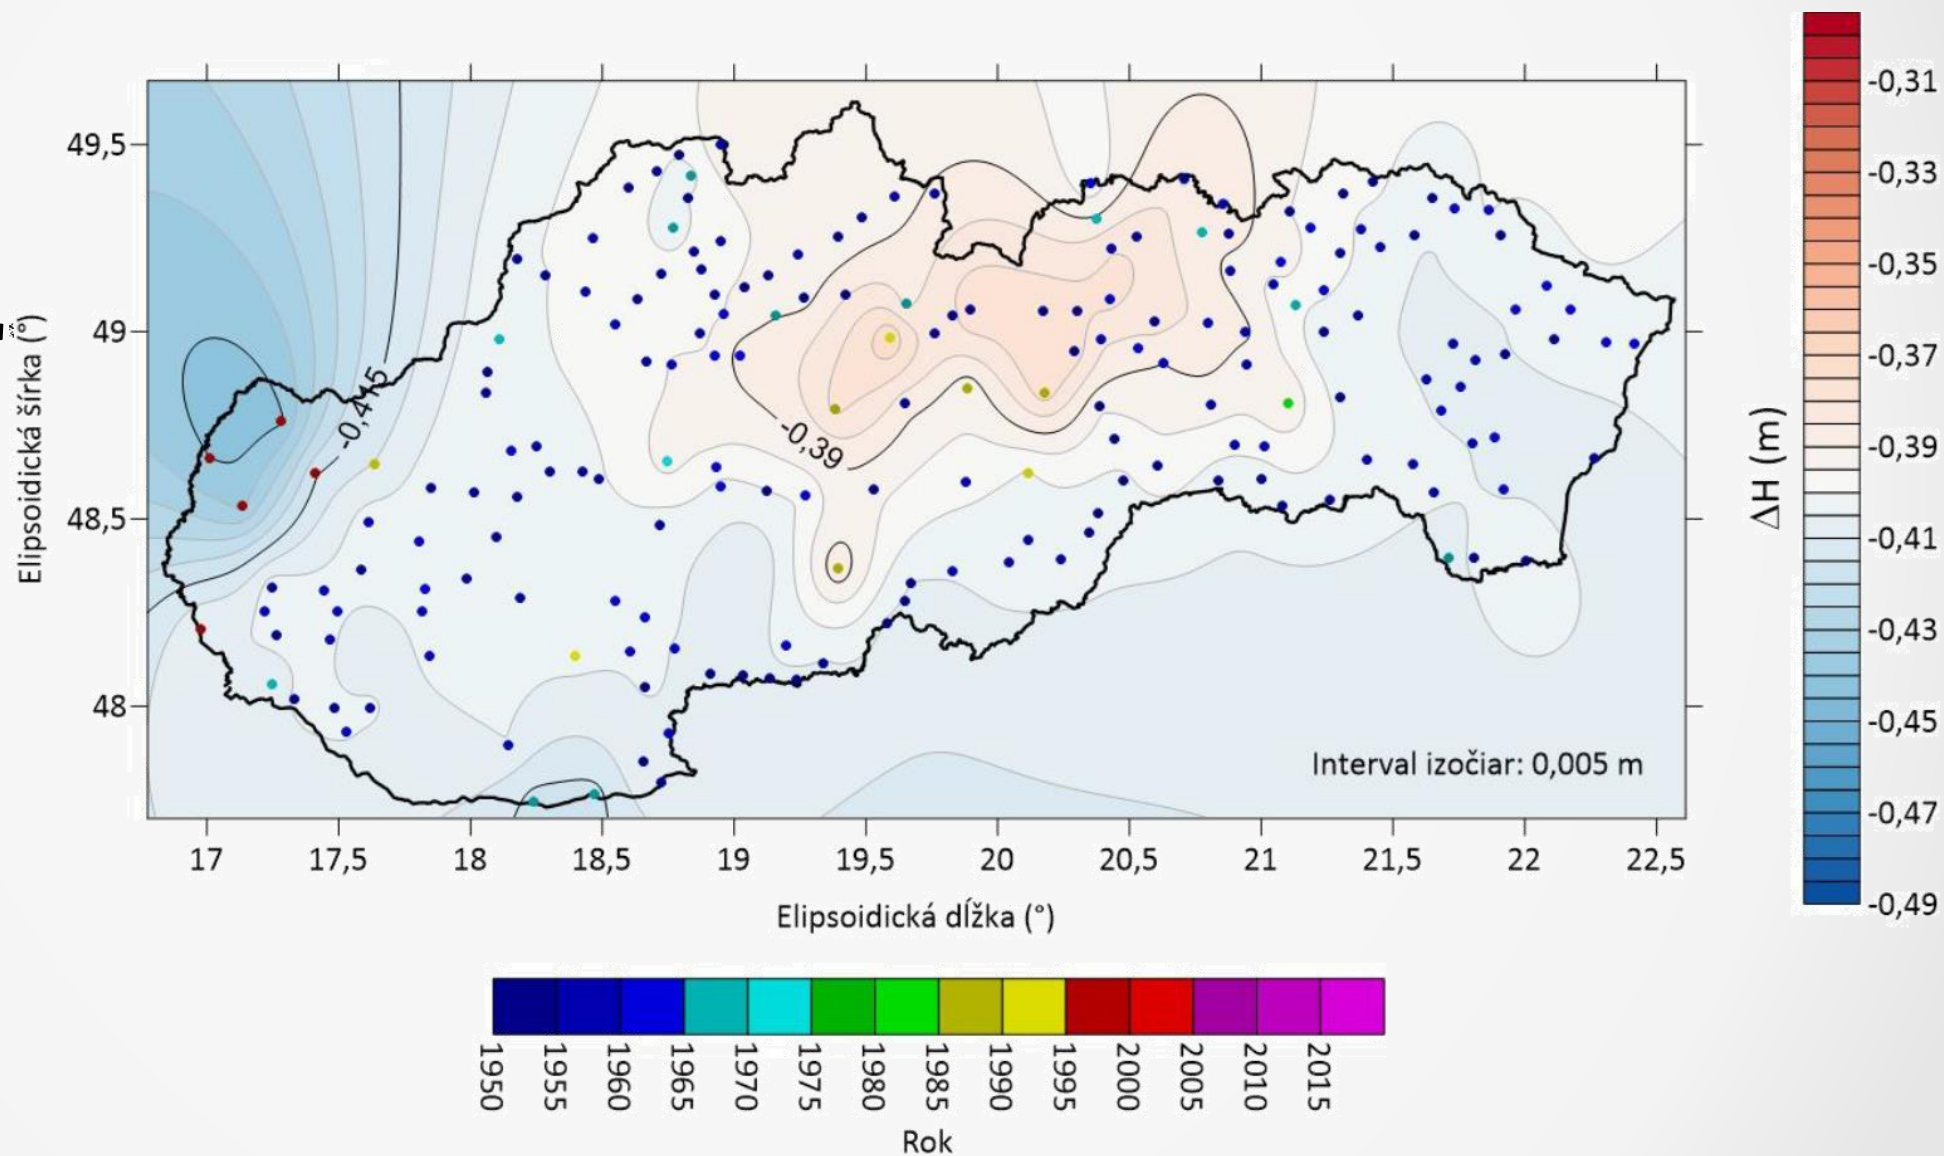 49,5
49
48,5
48
Elipsoidická šírka (°)
-0,415
-0,39
Interval izočiar: 0,005 m
17 17,5 18 18,5 19 19,5 20 20,5 21 21,5 22 22,5
Elipsoidická dĺžka (°)
-0,31
-0,33
-0,35
-0,37
-0,39
-0,41
-0,43
-0,45
-0,47
-0,49
ΔH (m)
1950 1955 1960 1965 1970 1975 1980 1985 1990 1995 2000 2005 2010 2015
Rok